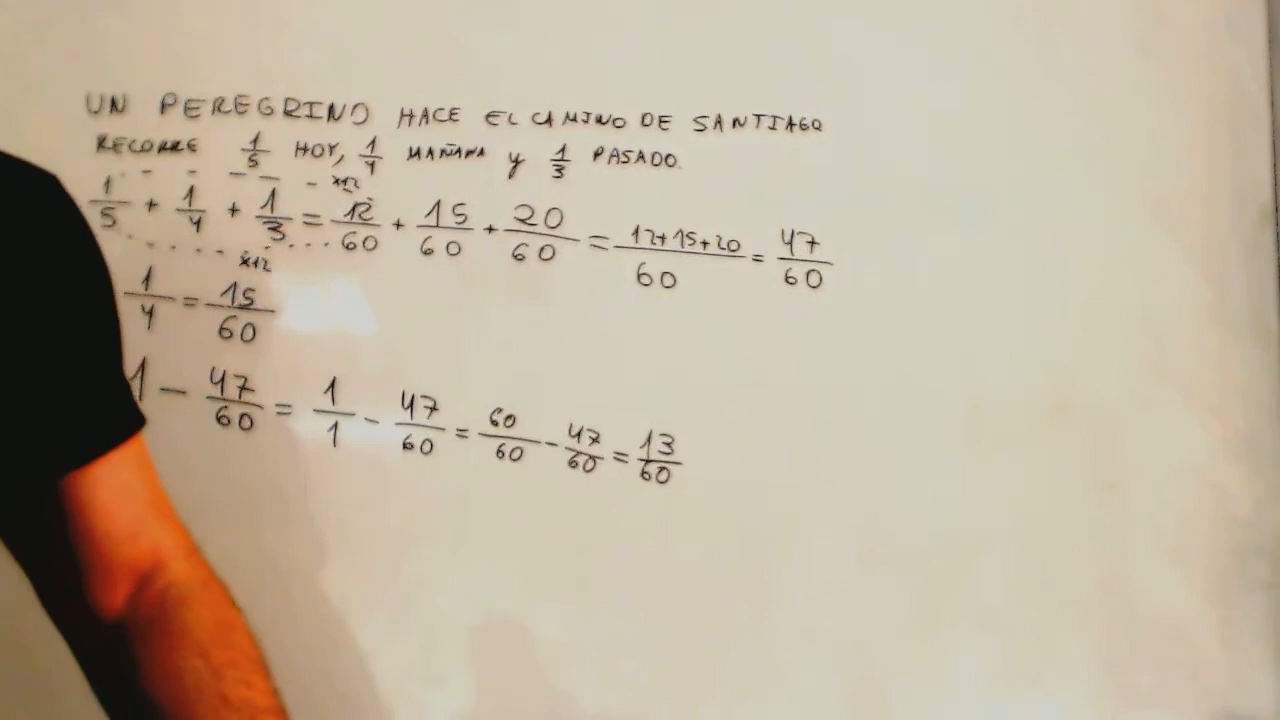 UN PEREGRINO HACE EL CAMINO DE SANTIAGO
RECORRE 1/5 HOY, 1/4 MAÑANA y 1/3 PASADO.
x12
1/5 + 1/4 + 1/3 = 12/60 + 15/60 + 20/60 = 12+15+20/60 = 47/60
x12
1/4 = 15/60
1 - 47/60 = 1/1 - 47/60 = 60/60 - 47/60 = 13/60